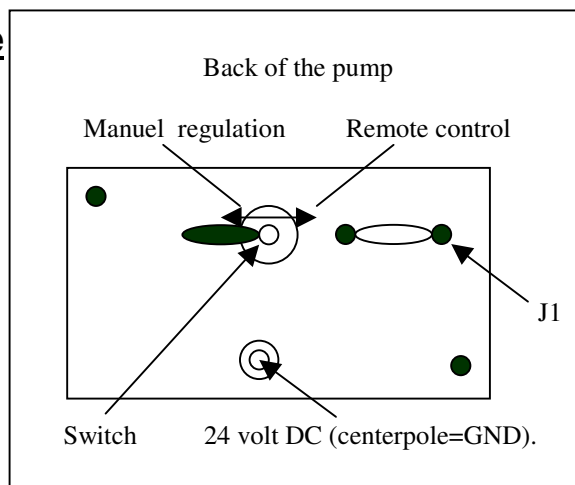 e
Back of the pump
Manuel regulation Remote control
J1
Switch 24 volt DC (centerpole=GND).